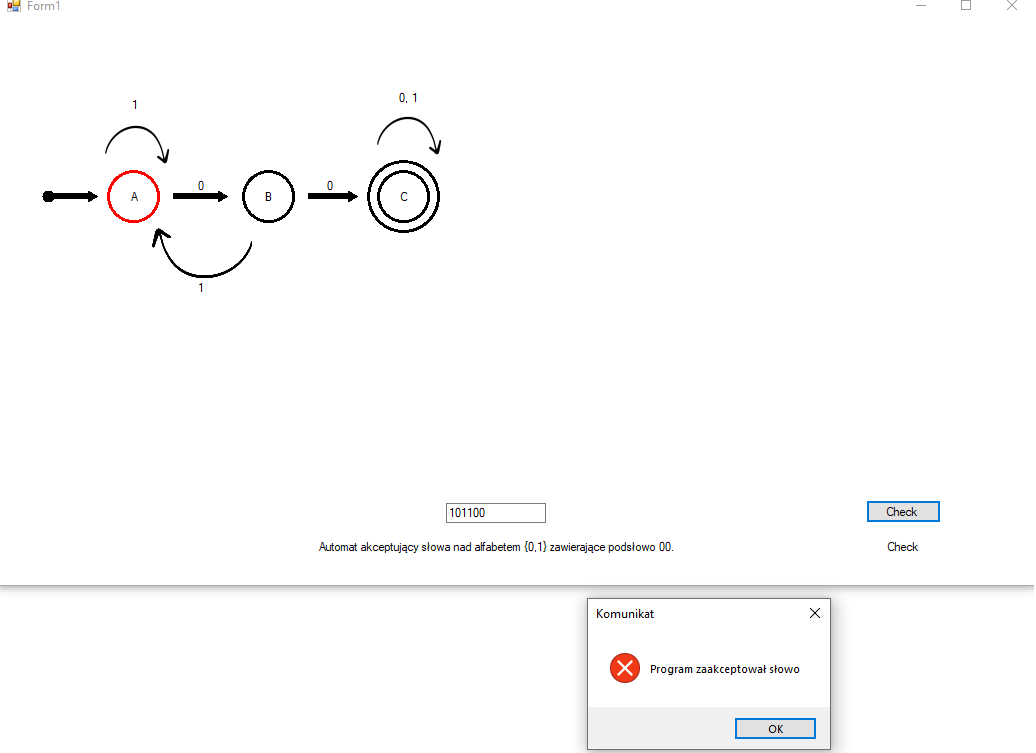 Form1
1
0, 1
A
0
B
0
C
1
101100
Check
Automat akceptujący słowa nad alfabetem {0,1} zawierające podsłowo 00.
Check
Komunikat
Program zaakceptował słowo
OK